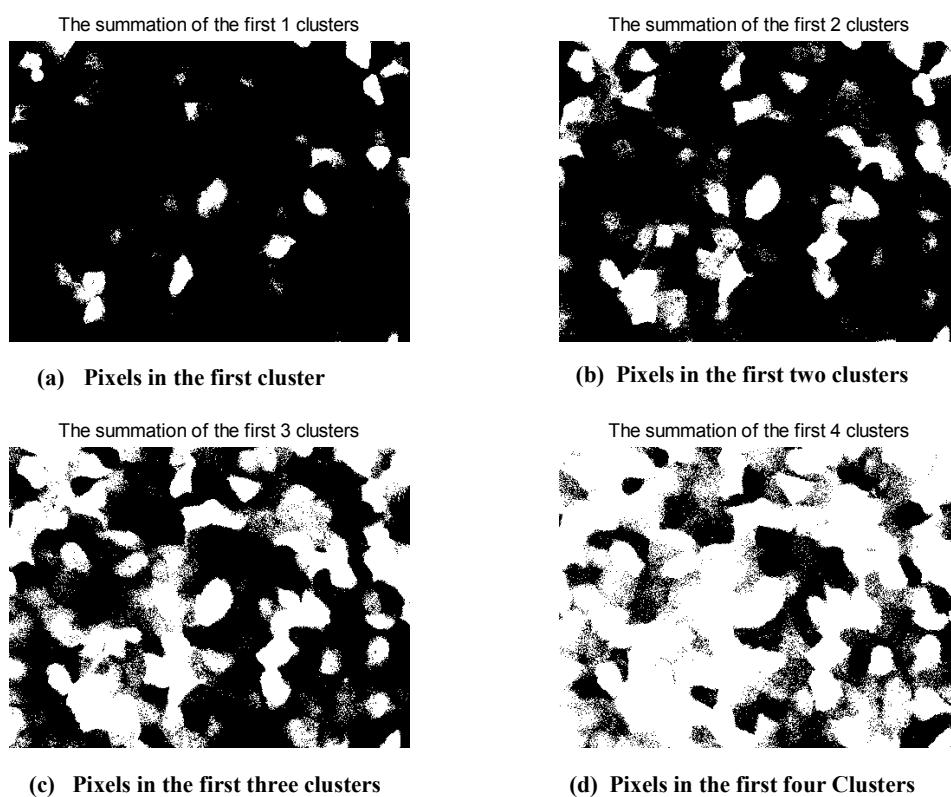 The summation of the first 1 clusters
The summation of the first 2 clusters
(a) Pixels in the first cluster
(b) Pixels in the first two clusters
The summation of the first 3 clusters
The summation of the first 4 clusters
(c) Pixels in the first three clusters
(d) Pixels in the first four Clusters